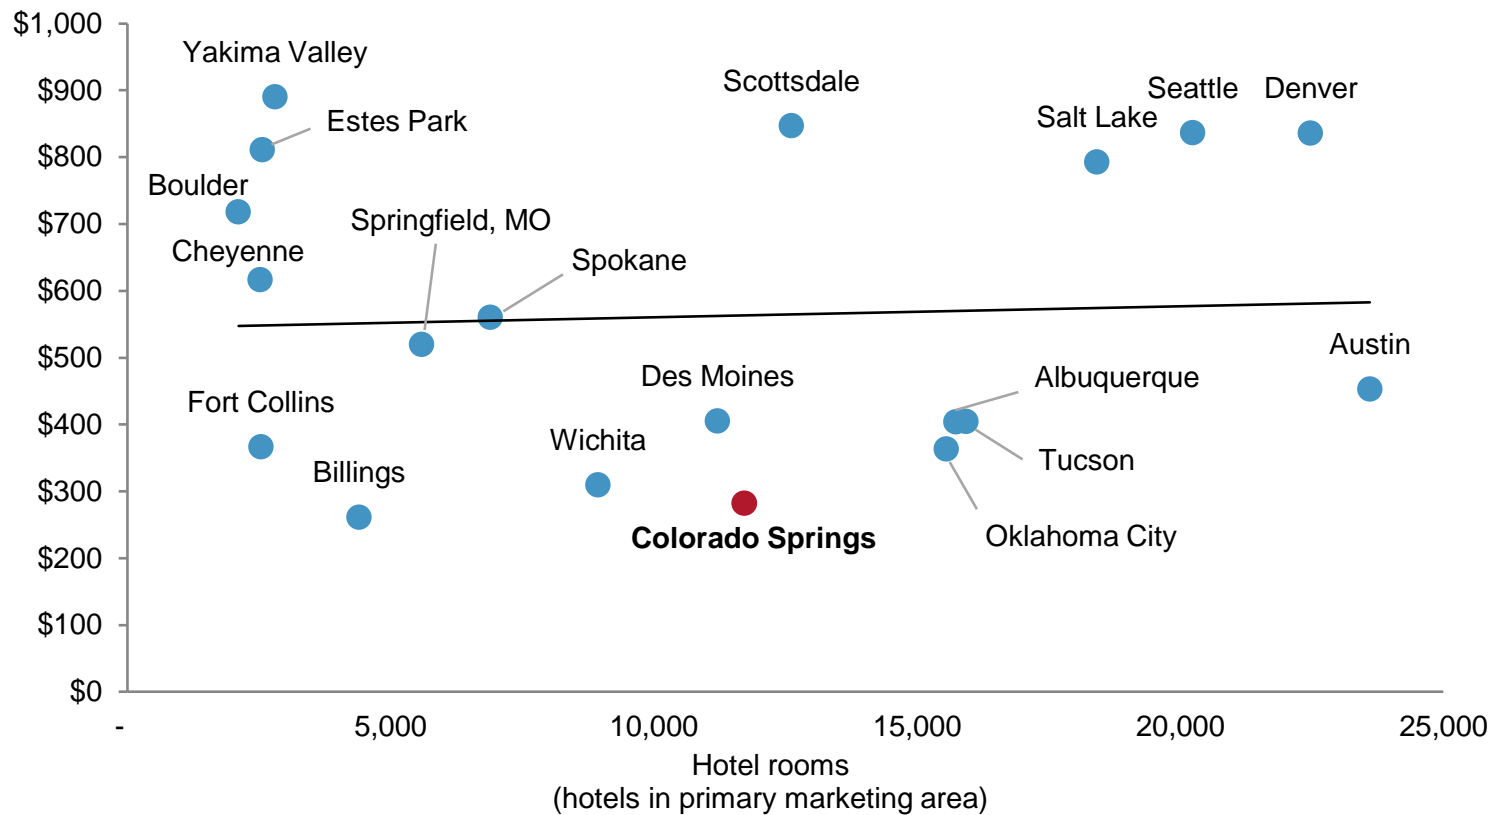 $1,000
$900
$800
$700
$600
$500
$400
$300
$200
$100
$0
Yakima Valley
Estes Park
Boulder
Cheyenne
Springfield, MO
Spokane
Scottsdale
Salt Lake
Seattle
Denver
Austin
Fort Collins
Billings
Wichita
Des Moines
Colorado Springs
Albuquerque
Tucson
Oklahoma City
-
5,000
10,000
15,000
20,000
25,000
Hotel rooms
(hotels in primary marketing area)